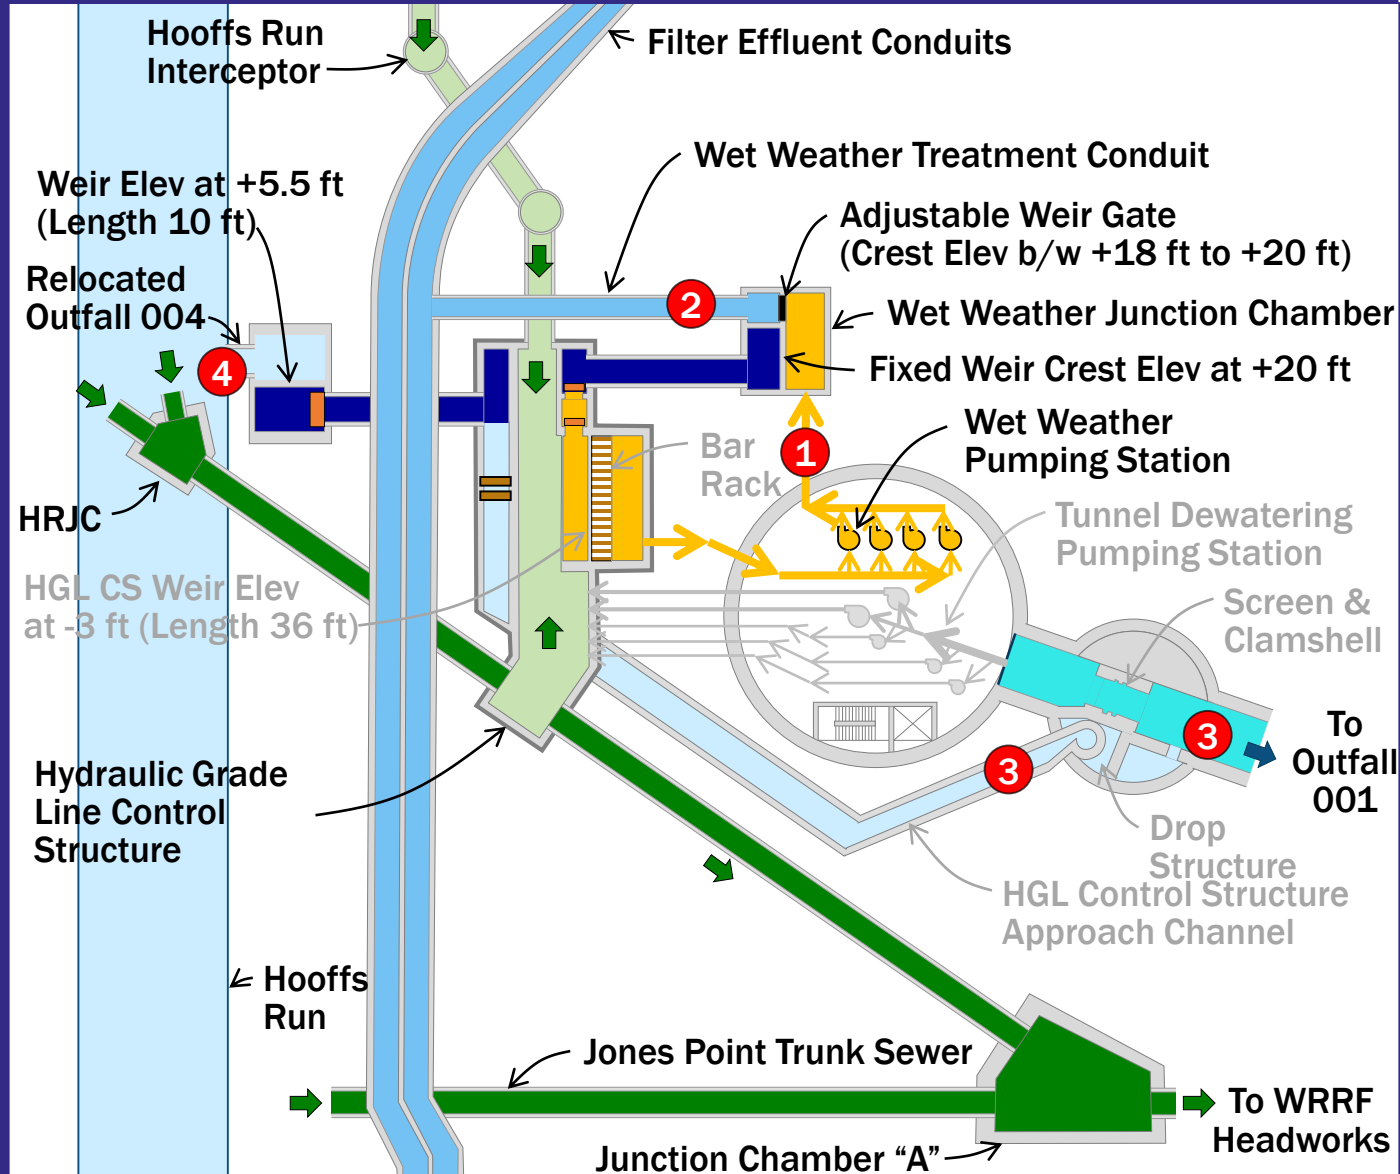 Hooffs Run
Interceptor
Filter Effluent Conduits
Wet Weather Treatment Conduit
Weir Elev at +5.5 ft
(Length 10 ft)
Adjustable Weir Gate
(Crest Elev b/w +18 ft to +20 ft)
Relocated
Outfall 004
2
Wet Weather Junction Chamber
4
Fixed Weir Crest Elev at +20 ft
Wet Weather
Pumping Station
Bar
Rack
1
HRJC
Tunnel Dewatering
Pumping Station
HGL CS Weir Elev
at -3 ft (Length 36 ft)
Screen &
Clamshell
3
3
To
Outfall
001
Hydraulic Grade
Line Control
Structure
Drop
Structure
HGL Control Structure
Approach Channel
Hooffs
Run
Jones Point Trunk Sewer
To WRRF
Headworks
Junction Chamber “A”